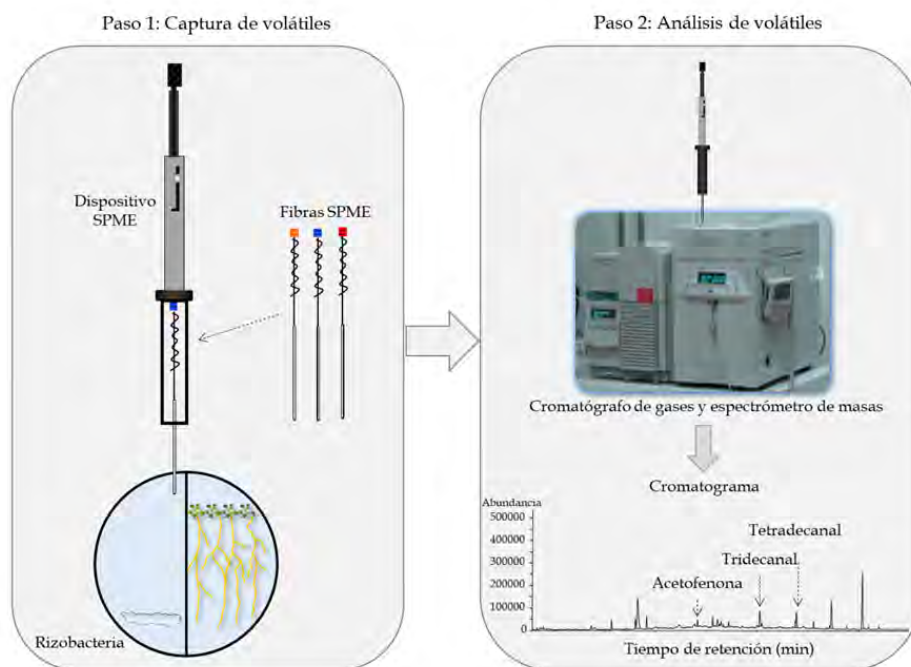 Paso 1: Captura de volátiles
Dispositivo
SPME
Fibras SPME
Rizobacteria
Paso 2: Análisis de volátiles
Cromatógrafo de gases y espectrómetro de masas
Cromatograma
Abundancia
500000
400000
300000
200000
100000
0
Tetradecanal
Tridecanal
Acetofenona
Tiempo de retención (min)